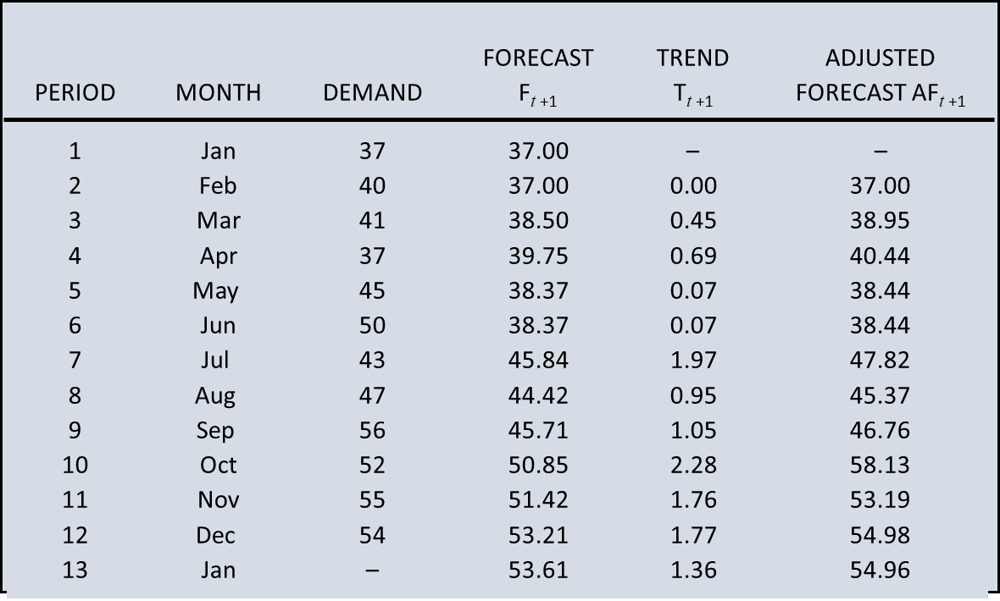 FORECAST TREND ADJUSTED
PERIOD MONTH DEMAND Ft +1 Tt +1 FORECAST AFt +1
1 Jan 37 37.00 – –
2 Feb 40 37.00 0.00 37.00
3 Mar 41 38.50 0.45 38.95
4 Apr 37 39.75 0.69 40.44
5 May 45 38.37 0.07 38.44
6 Jun 50 38.37 0.07 38.44
7 Jul 43 45.84 1.97 47.82
8 Aug 47 44.42 0.95 45.37
9 Sep 56 45.71 1.05 46.76
10 Oct 52 50.85 2.28 58.13
11 Nov 55 51.42 1.76 53.19
12 Dec 54 53.21 1.77 54.98
13 Jan – 53.61 1.36 54.96